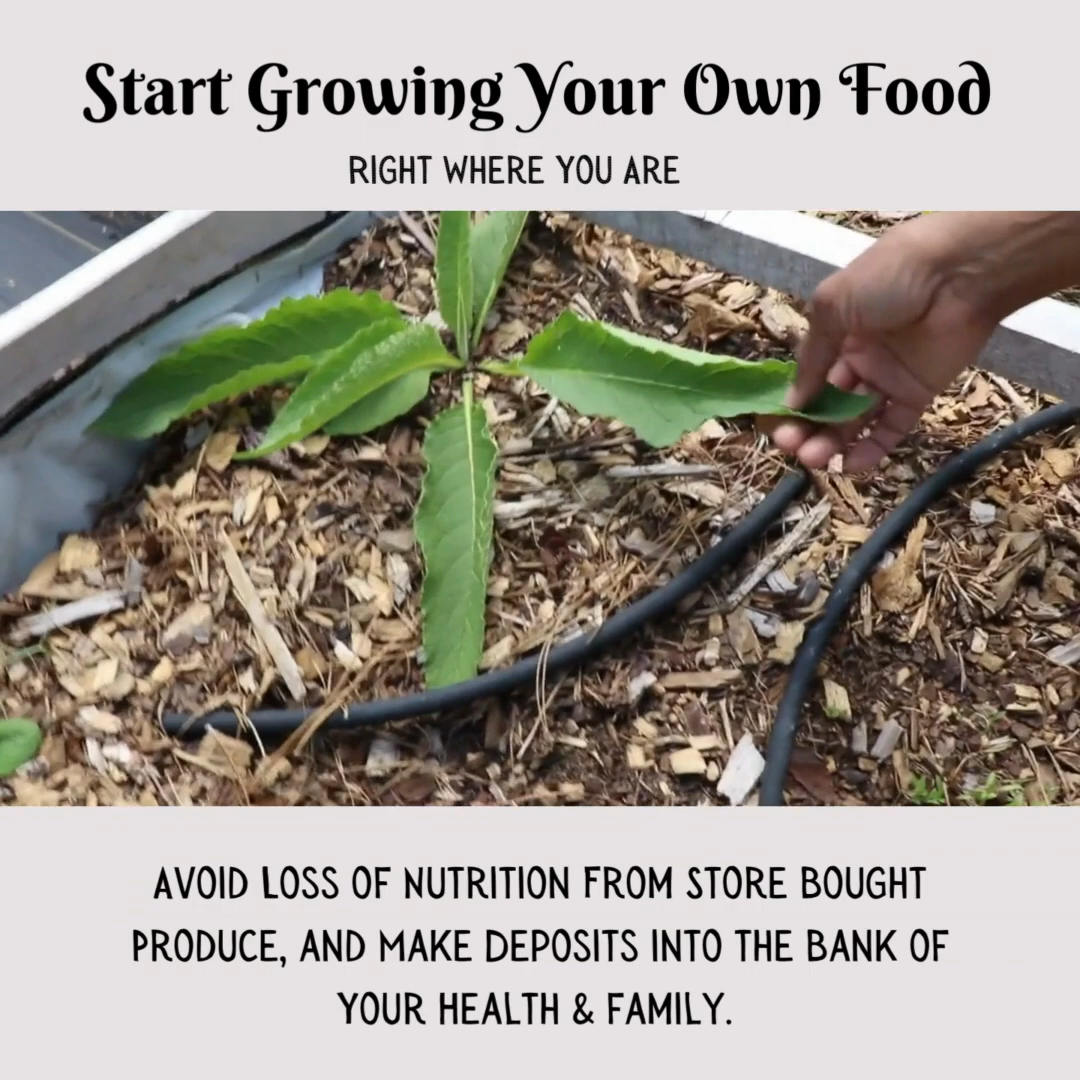 Start Growing Your Own Food
RIGHT WHERE YOU ARE
AVOID LOSS OF NUTRITION FROM STORE BOUGHT
PRODUCE, AND MAKE DEPOSITS INTO THE BANK OF
YOUR HEALTH & FAMILY.